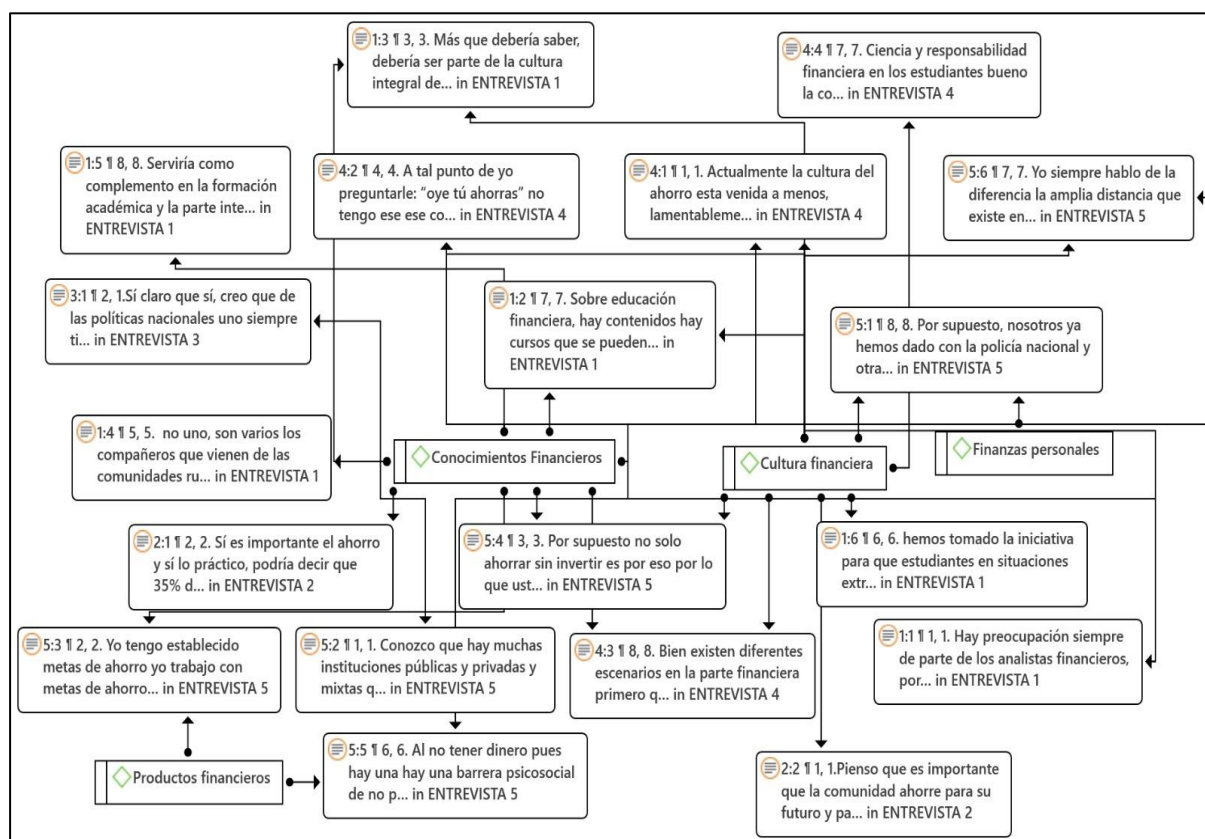 1:3 ¶ 3, 3. Más que debería saber,
debería ser parte de la cultura
integral de... in ENTREVISTA 1
4:4 ¶ 7, 7. Ciencia y responsabilidad
financiera en los estudiantes bueno
la co... in ENTREVISTA 4
1:5 ¶ 8, 8. Serviría como
complemento en la formación
académica y la parte inte... in
ENTREVISTA 1
4:2 ¶ 4, 4. A tal punto de yo
preguntarle: “oye tú ahorras” no
tengo ese ese co... in ENTREVISTA 4
4:1 ¶ 1, 1. Actualmente la cultura del
ahorro esta venida a menos,
lamentableme... in ENTREVISTA 4
5:6 ¶ 7, 7. Yo siempre hablo de la
diferencia la amplia distancia que
existe en... in ENTREVISTA 5
3:1 ¶ 2, 1.Sí claro que sí, creo que de
las políticas nacionales uno siempre
ti... in ENTREVISTA 3
1:2 ¶ 7, 7. Sobre educación
financiera, hay contenidos hay
cursos que se pueden... in
ENTREVISTA 1
5:1 ¶ 8, 8. Por supuesto, nosotros ya
hemos dado con la policía nacional y
otra... in ENTREVISTA 5
1:4 ¶ 5, 5. no uno, son varios los
compañeros que vienen de las
comunidades ru... in ENTREVISTA 1
Conocimientos Financieros
Cultura financiera
Finanzas personales
2:1 ¶ 2, 2. Sí es importante el ahorro
y sí lo práctico, podría decir que
35% d... in ENTREVISTA 2
5:4 ¶ 3, 3. Por supuesto no solo
ahorrar sin invertir es por eso por lo
que ust... in ENTREVISTA 5
1:6 ¶ 6, 6. hemos tomado la iniciativa
para que estudiantes en situaciones
extr... in ENTREVISTA 1
5:3 ¶ 2, 2. Yo tengo establecido
metas de ahorro yo trabajo con
metas de ahorro... in ENTREVISTA 5
5:2 ¶ 1, 1. Conozco que hay muchas
instituciones públicas y privadas y
mixtas q... in ENTREVISTA 5
4:3 ¶ 8, 8. Bien existen diferentes
escenarios en la parte financiera
primero q... in ENTREVISTA 4
1:1 ¶ 1, 1. Hay preocupación siempre
de parte de los analistas financieros,
por... in ENTREVISTA 1
Productos financieros
5:5 ¶ 6, 6. Al no tener dinero pues
hay una hay una barrera psicosocial
de no p... in ENTREVISTA 5
2:2 ¶ 1, 1.Pienso que es importante
que la comunidad ahorre para su
futuro y pa... in ENTREVISTA 2